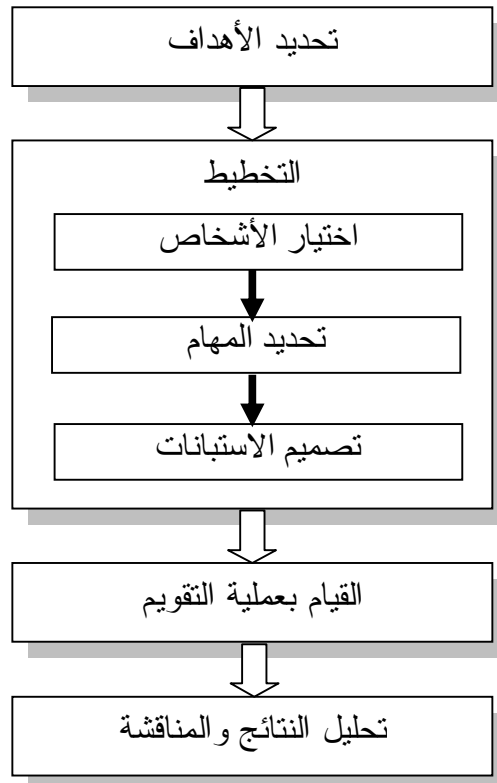 تحديد الأهداف
التخطيط
اختيار الأشخاص
تحديد المهام
تصميم الاستبانات
القيام بعملية التقويم
تحليل النتائج والمناقشة